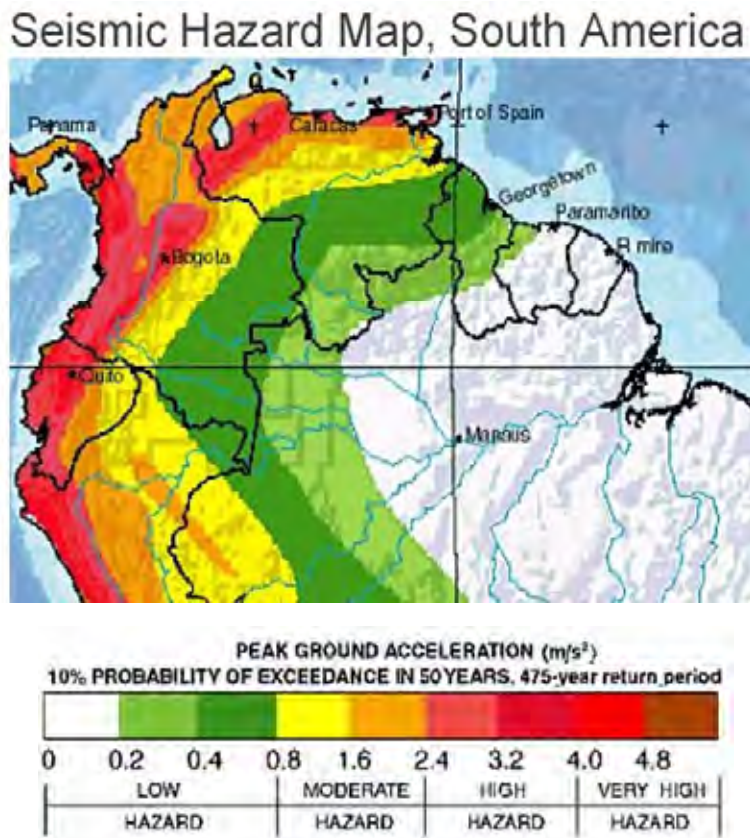 Seismic Hazard Map, South America
Panama
Caracas
Port of Spain
Georgetown
Paramaribo
Bogota
Quito
Manaus
PEAK GROUND ACCELERATION (m/s²)
10% PROBABILITY OF EXCEEDANCE IN 50 YEARS, 475-year return period
0 0.2 0.4 0.8 1.6 2.4 3.2 4.0 4.8
LOW MODERATE HIGH VERY HIGH
HAZARD HAZARD HAZARD HAZARD